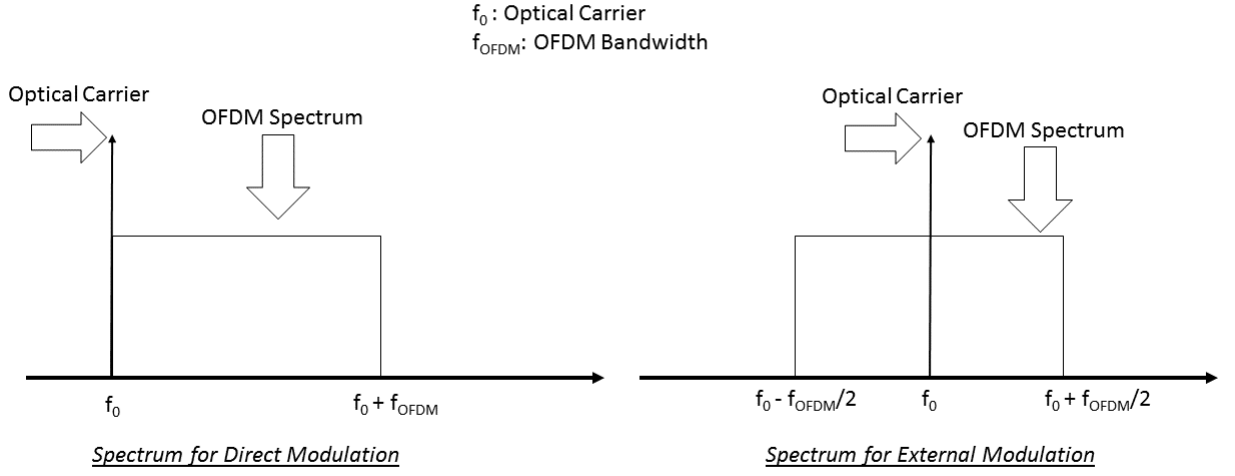 f0 : Optical Carrier
fOFDM: OFDM Bandwidth
Optical Carrier
OFDM Spectrum
f0
f0 + fOFDM
Spectrum for Direct Modulation
Optical Carrier
OFDM Spectrum
f0 - fOFDM/2
f0
f0 + fOFDM/2
Spectrum for External Modulation